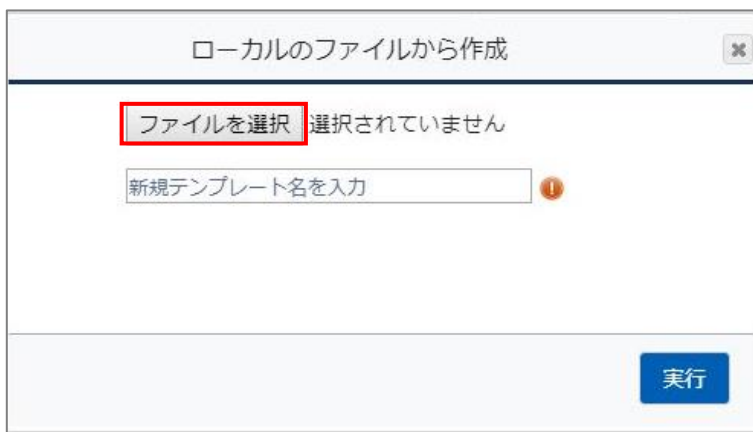 ローカルのファイルから作成
ファイルを選択 選択されていません
新規テンプレート名を入力
実行